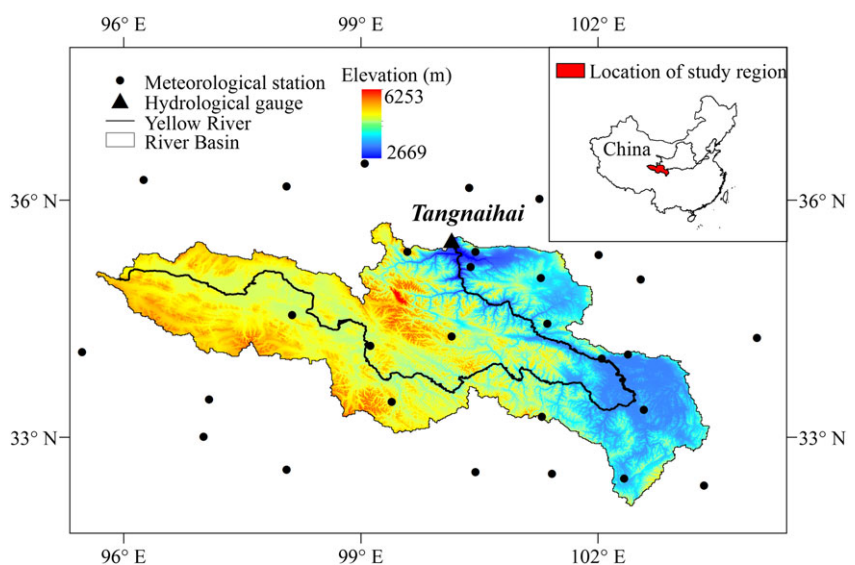 96° E 99° E 102° E
Meteorological station
Hydrological gauge
Yellow River
River Basin
Elevation (m)
6253
2669
Location of study region
China
36° N
36° N
Tangnaihai
33° N
33° N
96° E 99° E 102° E